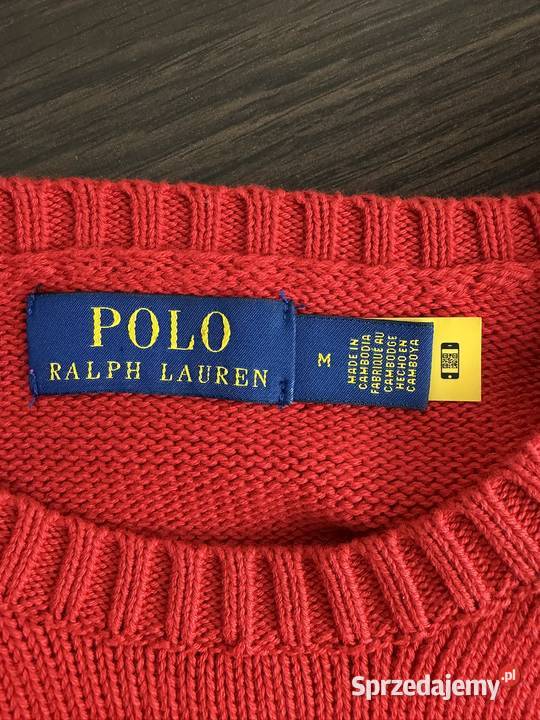 POLO
RALPH LAUREN
M
MADE IN
CAMBODIA
FABRIQUÉ AU
CAMBODGE
HECHO EN
CAMBOYA
Sprzedajemy.pl